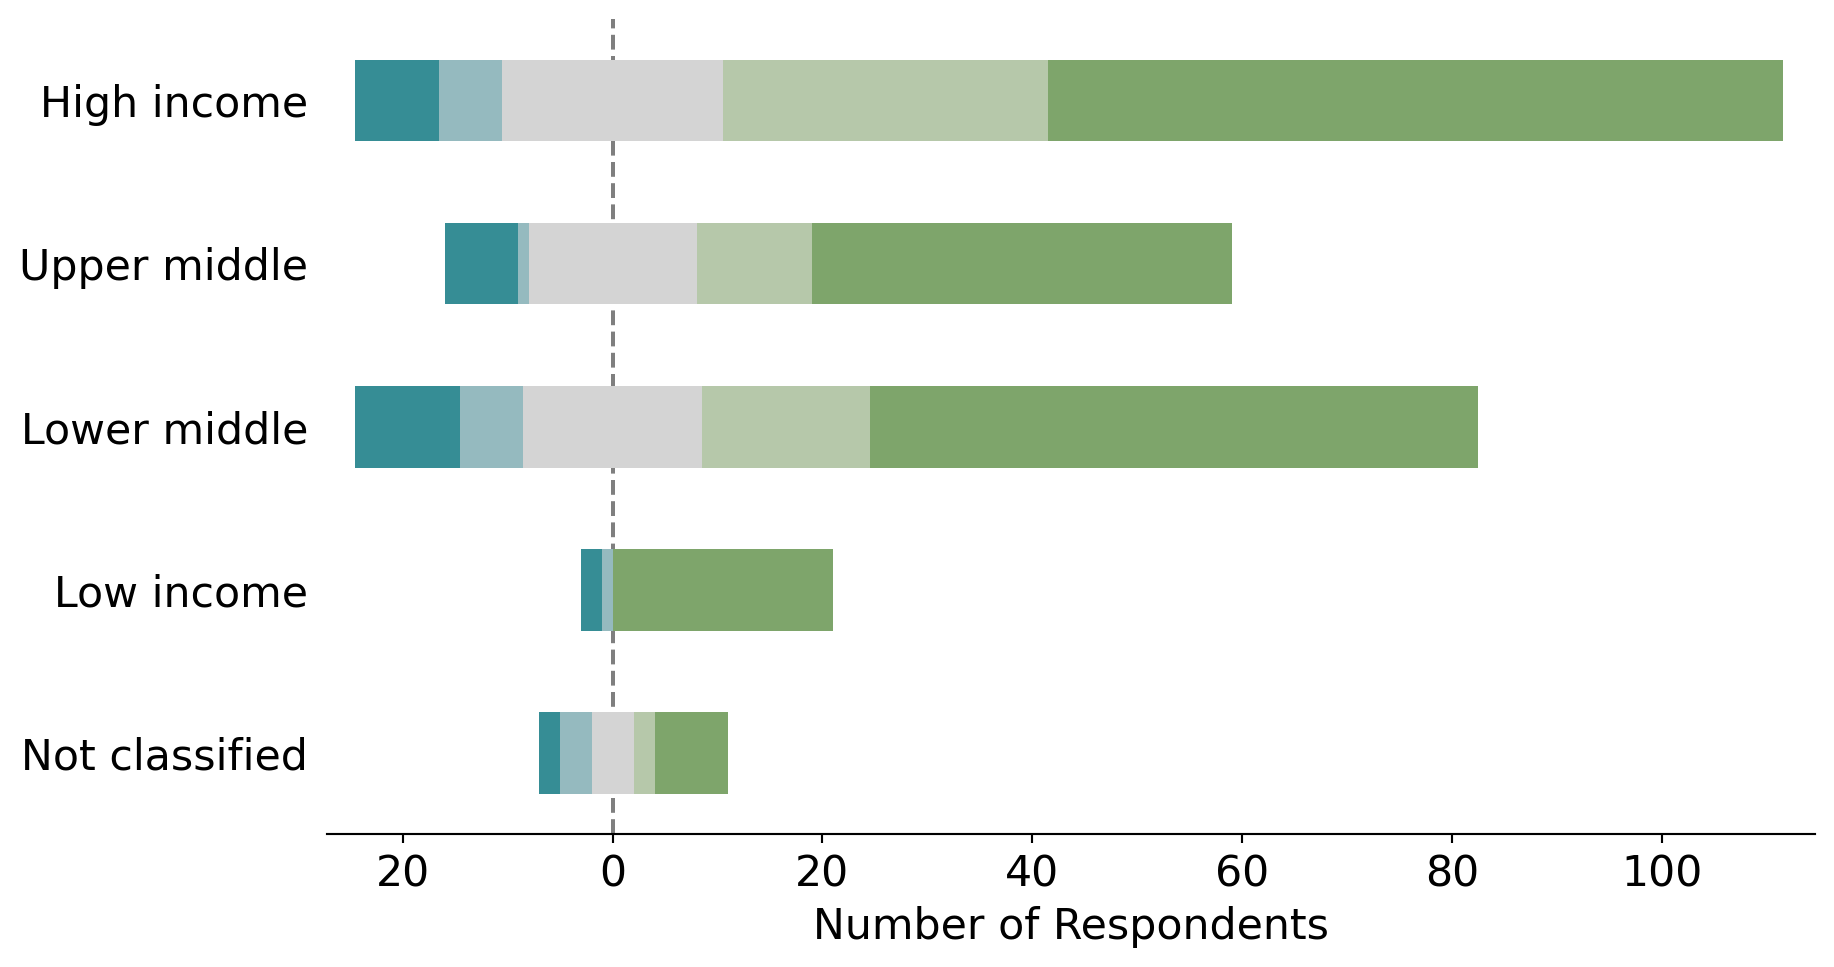 High income
Upper middle
Lower middle
Low income
Not classified
20 0 20 40 60 80 100
Number of Respondents